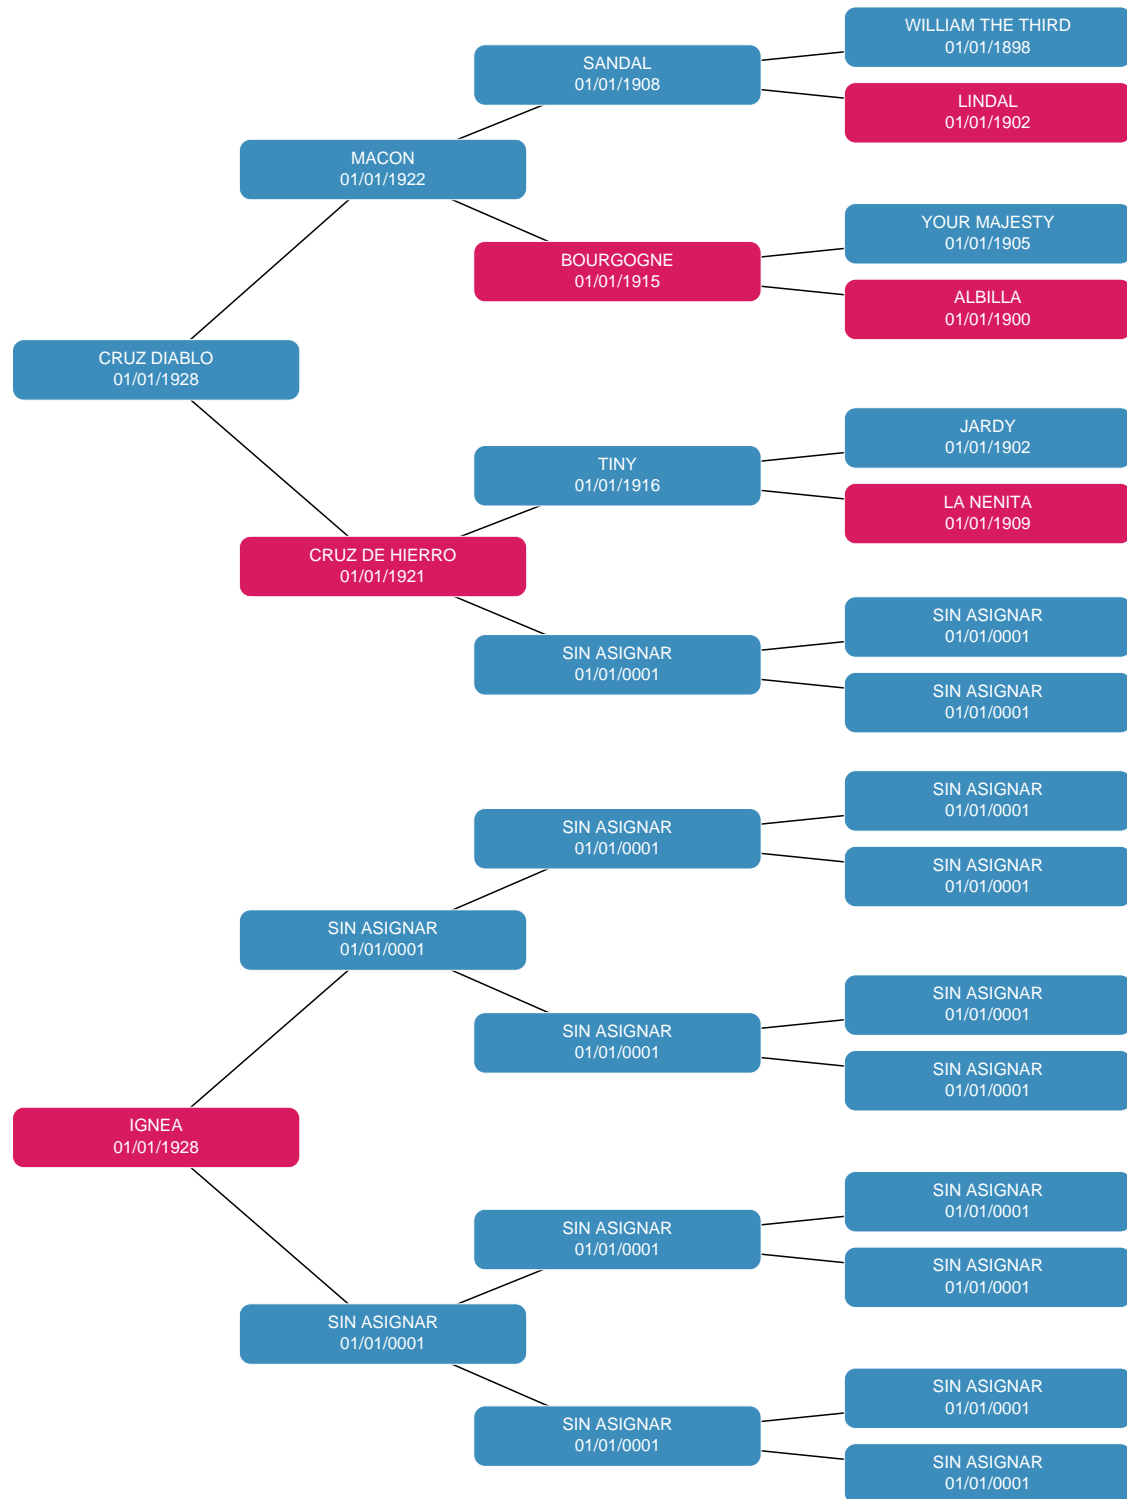 WILLIAM THE THIRD
01/01/1898
SANDAL
01/01/1908
LINDAL
01/01/1902
MACON
01/01/1922
YOUR MAJESTY
01/01/1905
BOURGOGNE
01/01/1915
ALBILLA
01/01/1900
CRUZ DIABLO
01/01/1928
JARDY
01/01/1902
TINY
01/01/1916
LA NENITA
01/01/1909
CRUZ DE HIERRO
01/01/1921
SIN ASIGNAR
01/01/0001
SIN ASIGNAR
01/01/0001
SIN ASIGNAR
01/01/0001
SIN ASIGNAR
01/01/0001
SIN ASIGNAR
01/01/0001
SIN ASIGNAR
01/01/0001
SIN ASIGNAR
01/01/0001
SIN ASIGNAR
01/01/0001
SIN ASIGNAR
01/01/0001
SIN ASIGNAR
01/01/0001
IGNEA
01/01/1928
SIN ASIGNAR
01/01/0001
SIN ASIGNAR
01/01/0001
SIN ASIGNAR
01/01/0001
SIN ASIGNAR
01/01/0001
SIN ASIGNAR
01/01/0001
SIN ASIGNAR
01/01/0001
SIN ASIGNAR
01/01/0001